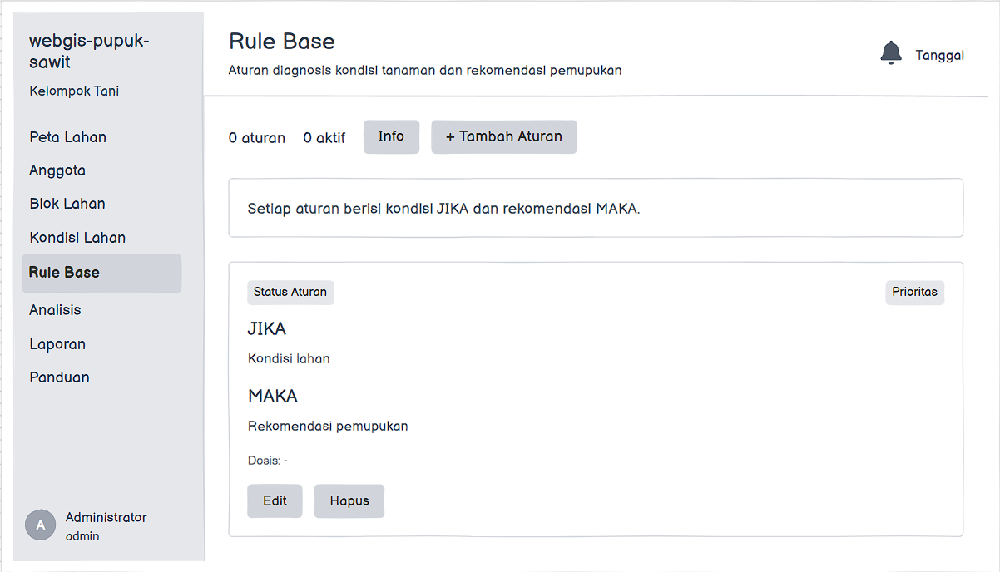 webgis-pupuk-
sawit
Kelompok Tani
Peta Lahan
Anggota
Blok Lahan
Kondisi Lahan
Rule Base
Analisis
Laporan
Panduan
A
Administrator
admin
Rule Base
Aturan diagnosis kondisi tanaman dan rekomendasi pemupukan
Tanggal
0 aturan 0 aktif Info + Tambah Aturan
Setiap aturan berisi kondisi JIKA dan rekomendasi MAKA.
Status Aturan Prioritas
JIKA
Kondisi lahan
MAKA
Rekomendasi pemupukan
Dosis: -
Edit Hapus